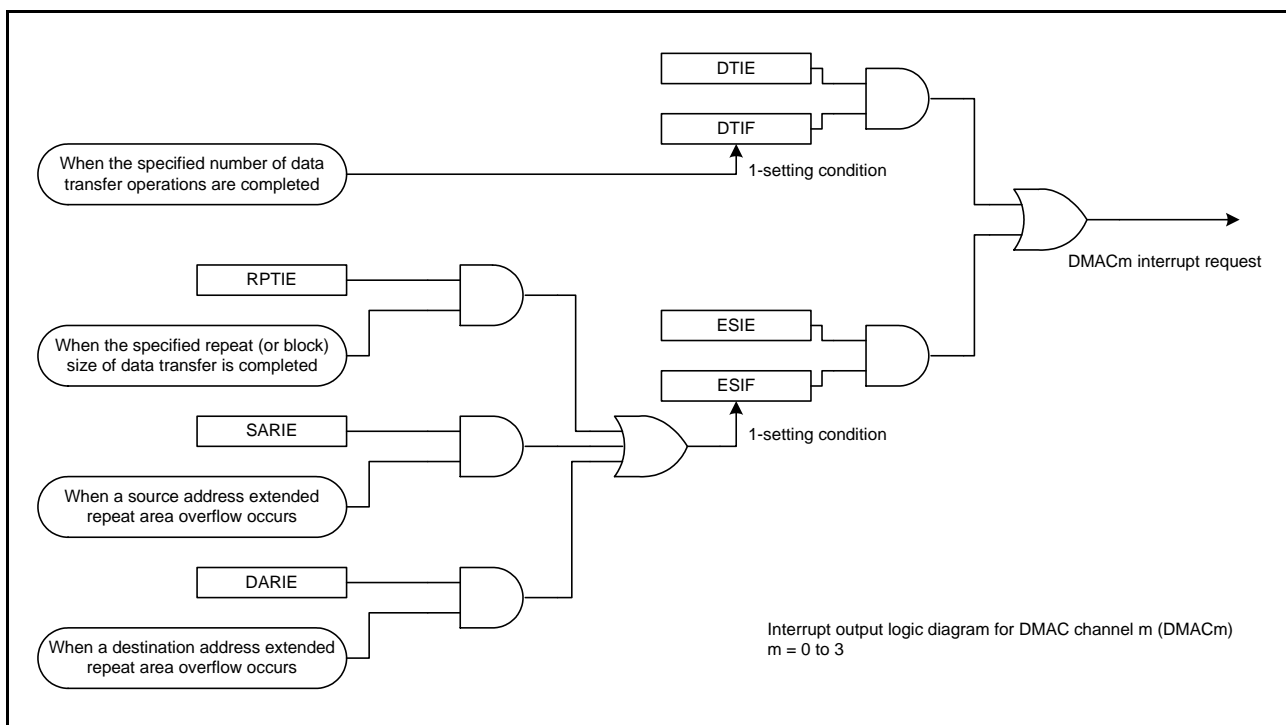 DTIE
DTIF
When the specified number of data
transfer operations are completed
1-setting condition
RPTIE
When the specified repeat (or block)
size of data transfer is completed
SARIE
When a source address extended
repeat area overflow occurs
DARIE
When a destination address extended
repeat area overflow occurs
ESIE
ESIF
1-setting condition
DMACm interrupt request
Interrupt output logic diagram for DMAC channel m (DMACm)
m = 0 to 3